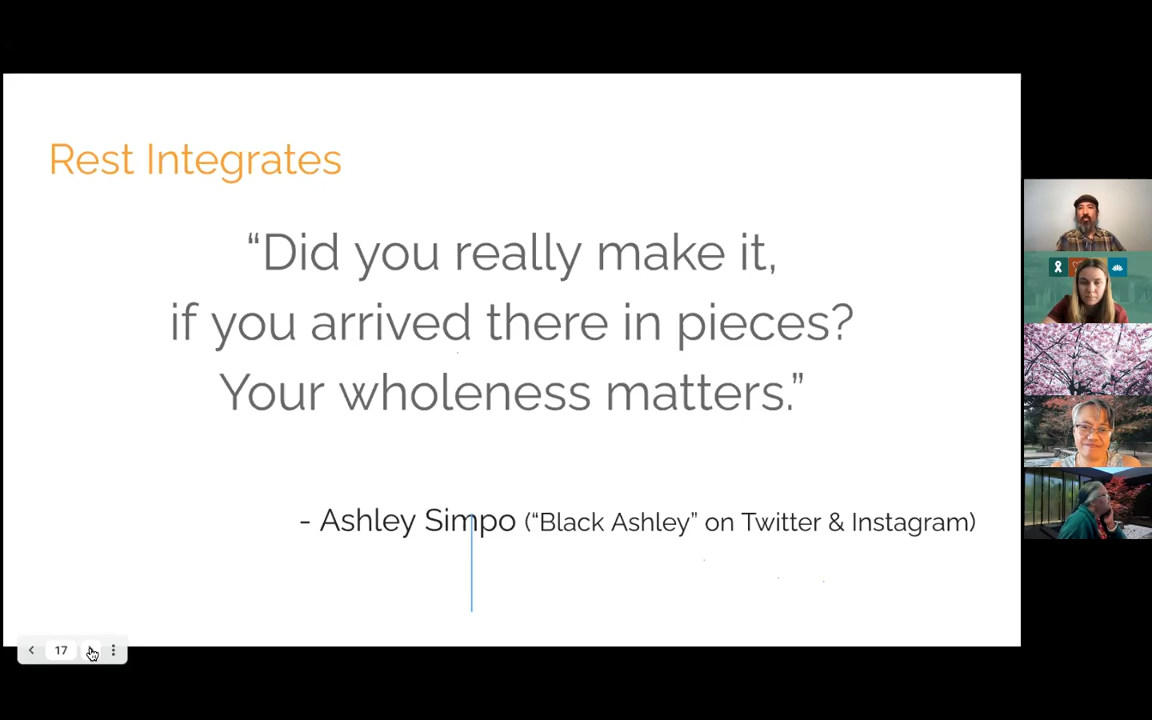 Rest Integrates
“Did you really make it,
if you arrived there in pieces?
Your wholeness matters.”
- Ashley Simpo (“Black Ashley” on Twitter & Instagram)
17